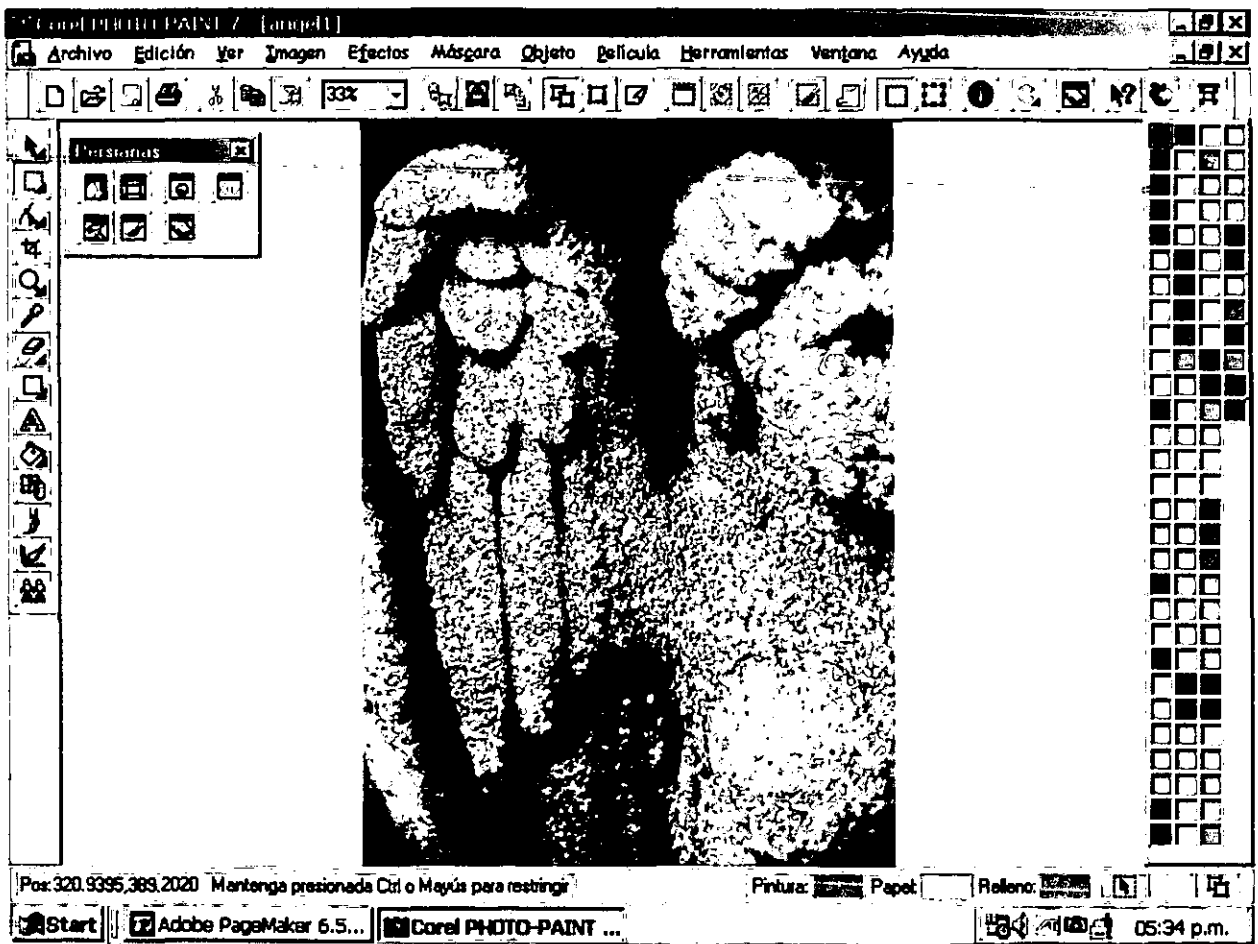 Corel PHOTO-PAINT 7 - [angel1]
Archivo Edición Ver Imagen Efectos Máscara Objeto Película Herramientas Ventana Ayuda
33%
Persianas
Pos: 320.9395,389.2020 Mantenga presionada Ctrl o Mayús para restringir Pintura: Papel: Relleno:
Start Adobe PageMaker 6.5... Corel PHOTO-PAINT ... 05:34 p.m.